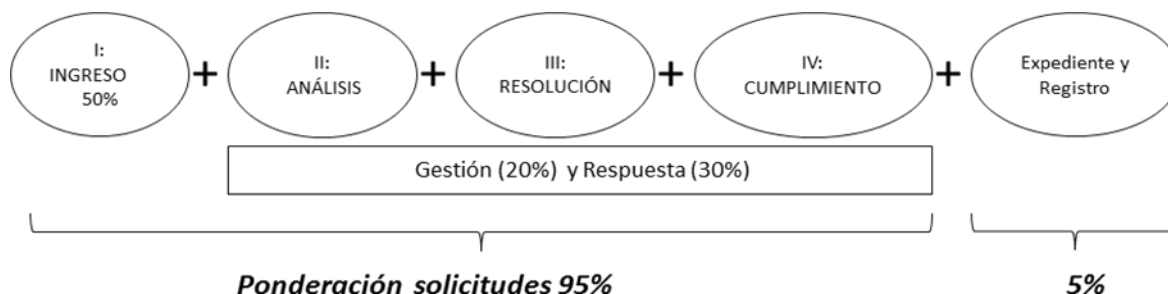 I:
INGRESO
50%
+
II:
ANÁLISIS
+
III:
RESOLUCIÓN
+
IV:
CUMPLIMIENTO
+
Expediente y
Registro
Gestión (20%) y Respuesta (30%)
Ponderación solicitudes 95%
5%